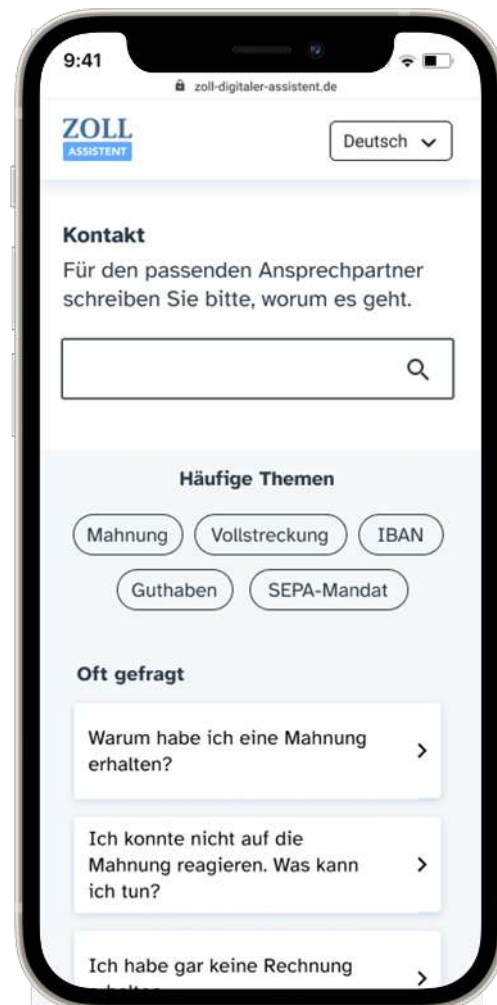 9:41
zoll-digitaler-assistent.de
ZOLL
ASSISTENT
Deutsch
Kontakt
Für den passenden Ansprechpartner
schreiben Sie bitte, worum es geht.
Häufige Themen
Mahnung
Vollstreckung
IBAN
Guthaben
SEPA-Mandat
Oft gefragt
Warum habe ich eine Mahnung
erhalten?
Ich konnte nicht auf die
Mahnung reagieren. Was kann
ich tun?
Ich habe gar keine Rechnung